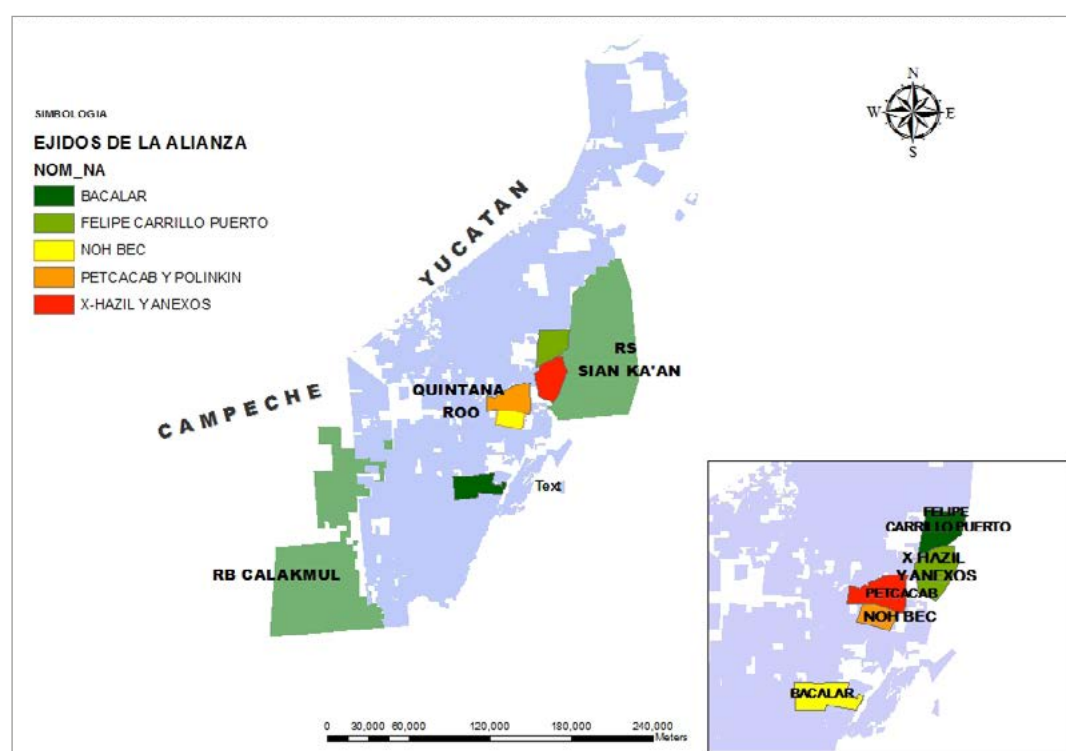 SIMBOLOGIA
EJIDOS DE LA ALIANZA
NOM_NA
BACALAR
FELIPE CARRILLO PUERTO
NOH BEC
PETCACAB Y POLINKIN
X-HAZIL Y ANEXOS
N
W E
S
YUCATAN
CAMPECHE
RS
SIAN KA'AN
QUINTANA
ROO
Text
RB CALAKMUL
FELIPE
CARRILLO PUERTO
X HAZIL
Y ANEXOS
PETCACAB
NOH BEC
BACALAR
0 30,000 60,000 120,000 180,000 240,000
Meters